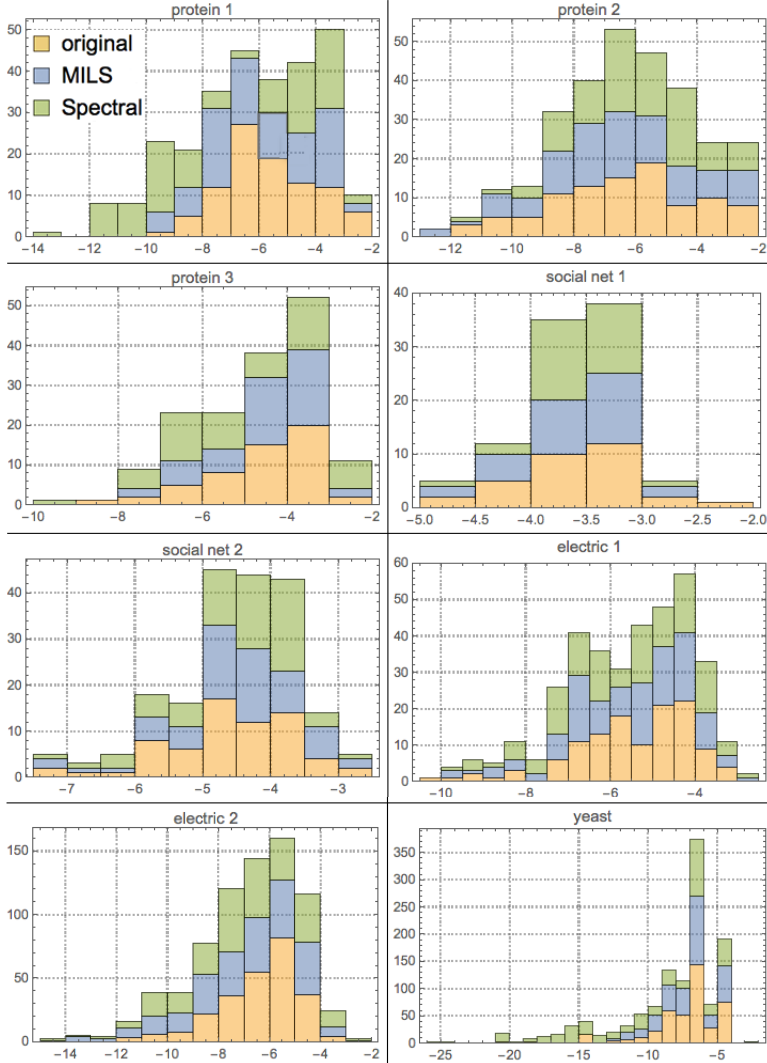 protein 1
50
40
30
20
10
0
original
MILS
Spectral
−14 −12 −10 −8 −6 −4 −2
protein 2
50
40
30
20
10
0
−12 −10 −8 −6 −4 −2
protein 3
50
40
30
20
10
0
−10 −8 −6 −4 −2
social net 1
40
30
20
10
0
−5.0 −4.5 −4.0 −3.5 −3.0 −2.5 −2.0
social net 2
40
30
20
10
0
−7 −6 −5 −4 −3
electric 1
60
50
40
30
20
10
0
−10 −8 −6 −4
electric 2
150
100
50
0
−14 −12 −10 −8 −6 −4 −2
yeast
350
300
250
200
150
100
50
0
−25 −20 −15 −10 −5